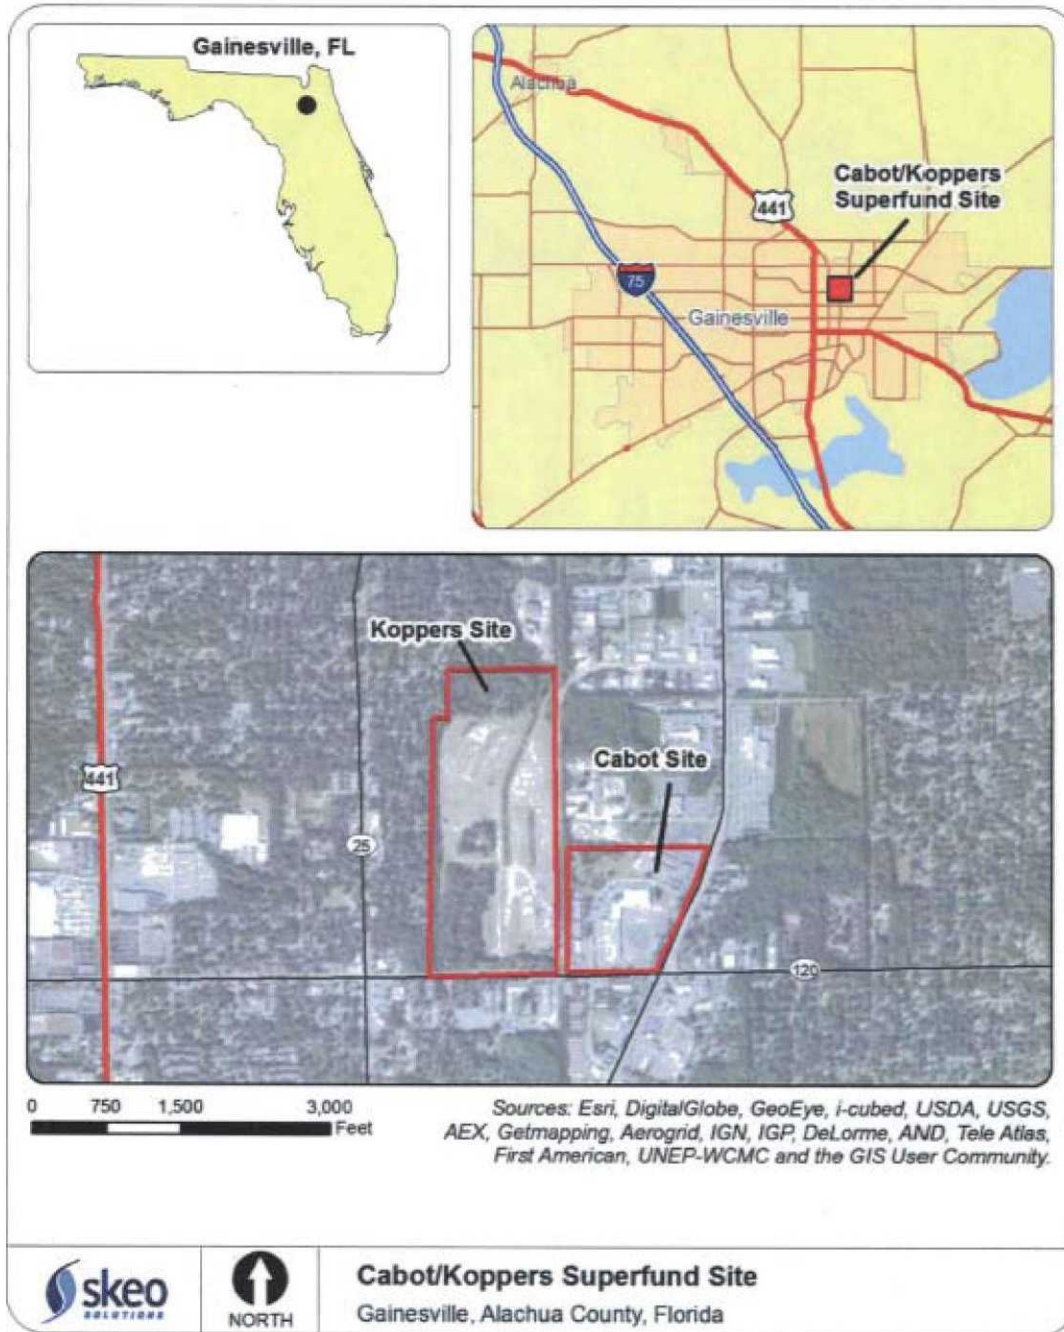 Gainesville, FL
Alachua
Cabot/Koppers
Superfund Site
441
75
Gainesville
Koppers Site
Cabot Site
441
25
120
0 750 1,500 3,000
Feet
Sources: Esri, DigitalGlobe, GeoEye, i-cubed, USDA, USGS,
AEX, Getmapping, Aerogrid, IGN, IGP, DeLorme, AND, Tele Atlas,
First American, UNEP-WCMC and the GIS User Community.
skeo
SOLUTIONS
NORTH
Cabot/Koppers Superfund Site
Gainesville, Alachua County, Florida